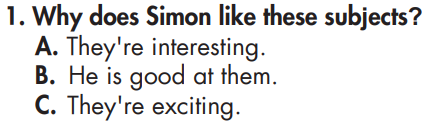 1. Why does Simon like these subjects?
A. They're interesting.
B. He is good at them.
C. They're exciting.